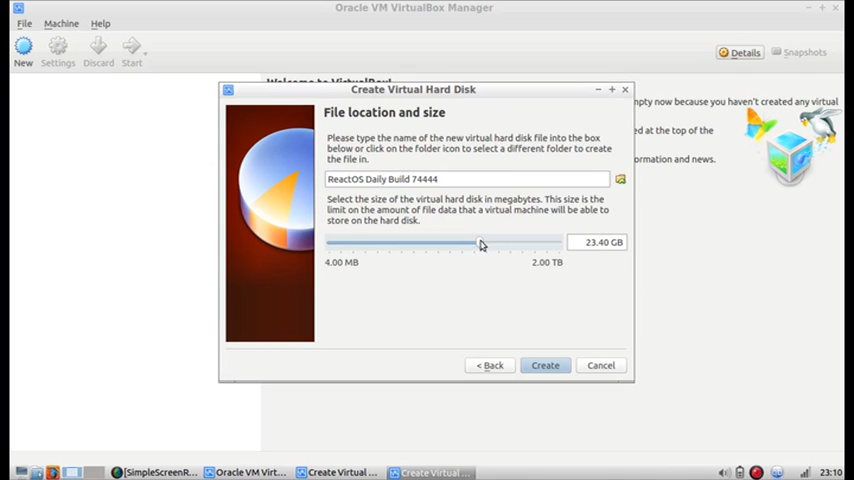 Oracle VM VirtualBox Manager
File Machine Help
New Settings Discard Start
Details Snapshots
Welcome to VirtualBox!
Create Virtual Hard Disk
mpty now because you haven't created any virtual
ed at the top of the
ormation and news.
File location and size
Please type the name of the new virtual hard disk file into the box
below or click on the folder icon to select a different folder to create
the file in.
ReactOS Daily Build 74444
Select the size of the virtual hard disk in megabytes. This size is the
limit on the amount of file data that a virtual machine will be able to
store on the hard disk.
23.40 GB
4.00 MB 2.00 TB
< Back Create Cancel
[SimpleScreenR... Oracle VM Virt... Create Virtual ... Create Virtual ... 23:10